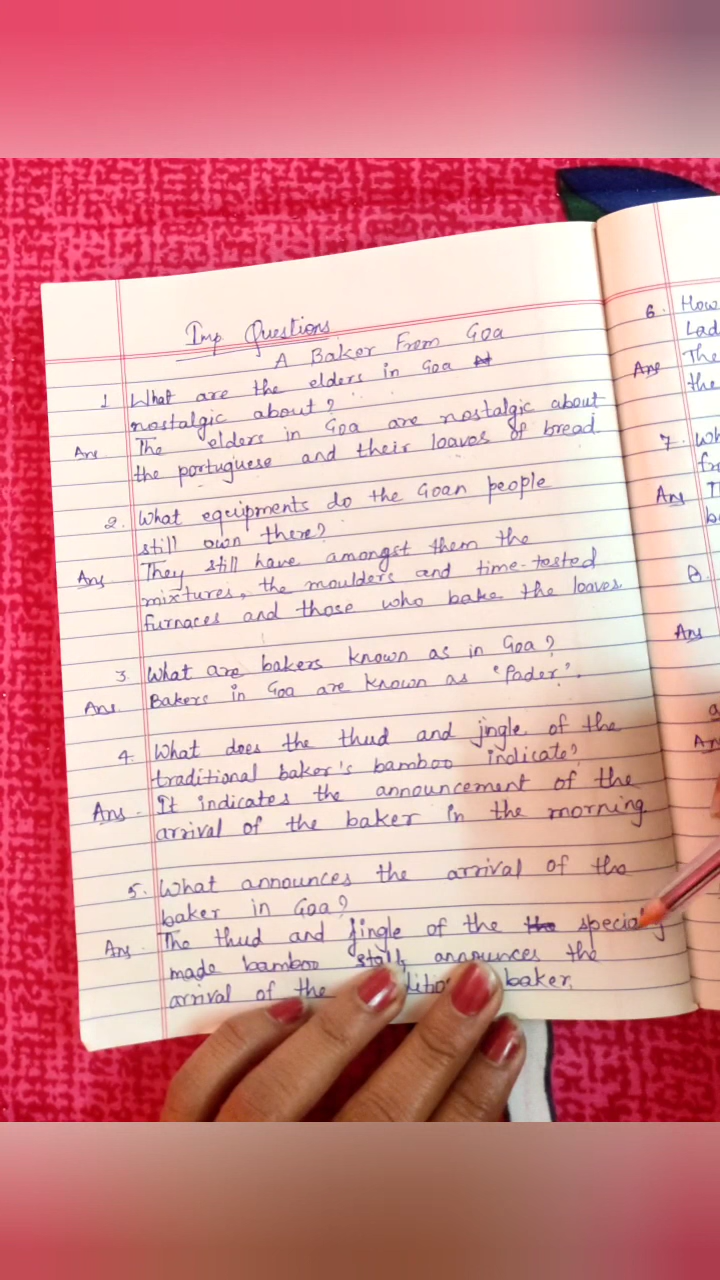 Imp Questions
A Baker From Goa
1 What are the elders in Goa
nostalgic about?
Ans The elders in Goa are nostalgic about
the portuguese and their loaves of bread
2. What equipments do the Goan people
still own there?
Ans They still have amongst them the
mixtures, the moulders and time-tested
furnaces and those who bake the loaves
3. What are bakers known as in Goa?
Ans Bakers in Goa are known as "Pader".
4. What does the thud and jingle of the
traditional baker's bamboo indicate?
Ans - It indicates the announcement of the
arrival of the baker in the morning
5. What announces the arrival of the
baker in Goa?
Ans The thud and jingle of the the
made bamboo announces the
arrival of the baker.
6. How
Lad
Ans The
the
7. Wh
fr
Ans T
b
8.
Ans
a
An